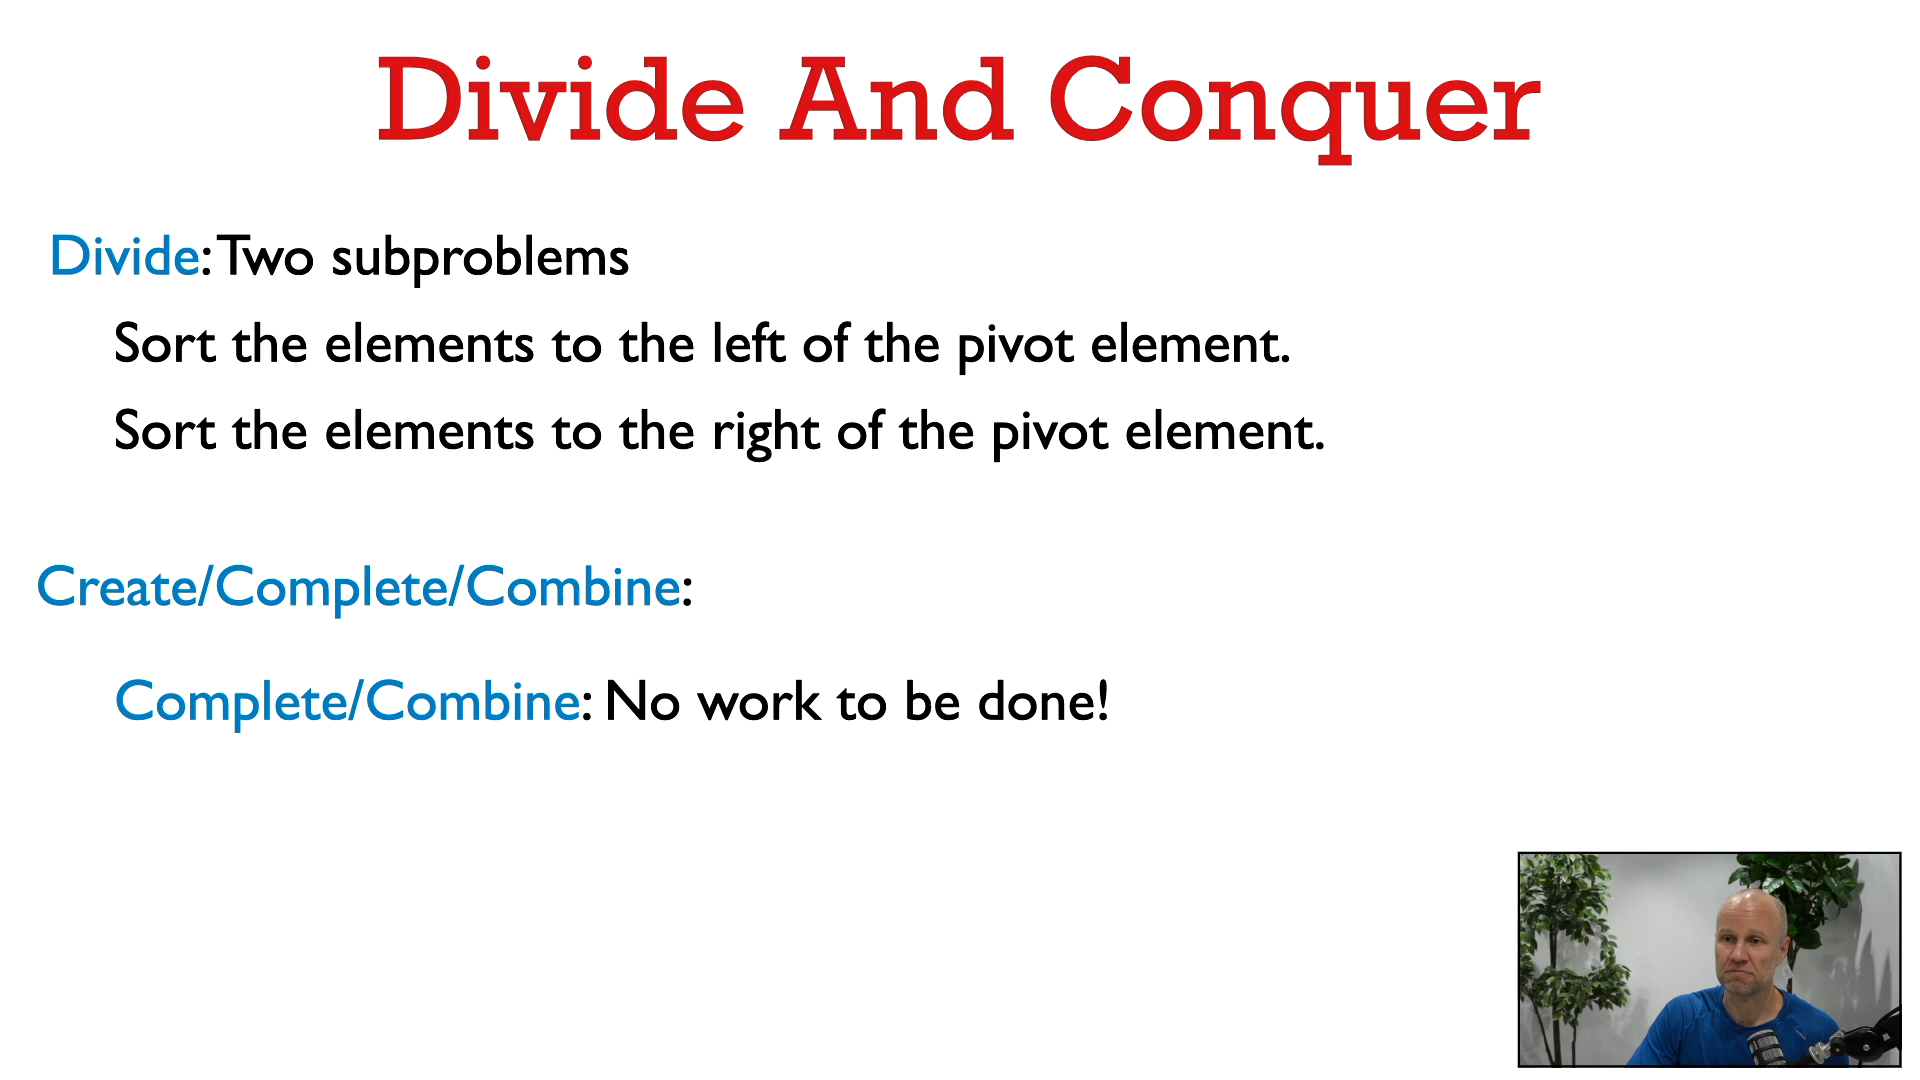 Divide And Conquer
Divide: Two subproblems
Sort the elements to the left of the pivot element.
Sort the elements to the right of the pivot element.
Create/Complete/Combine:
Complete/Combine: No work to be done!